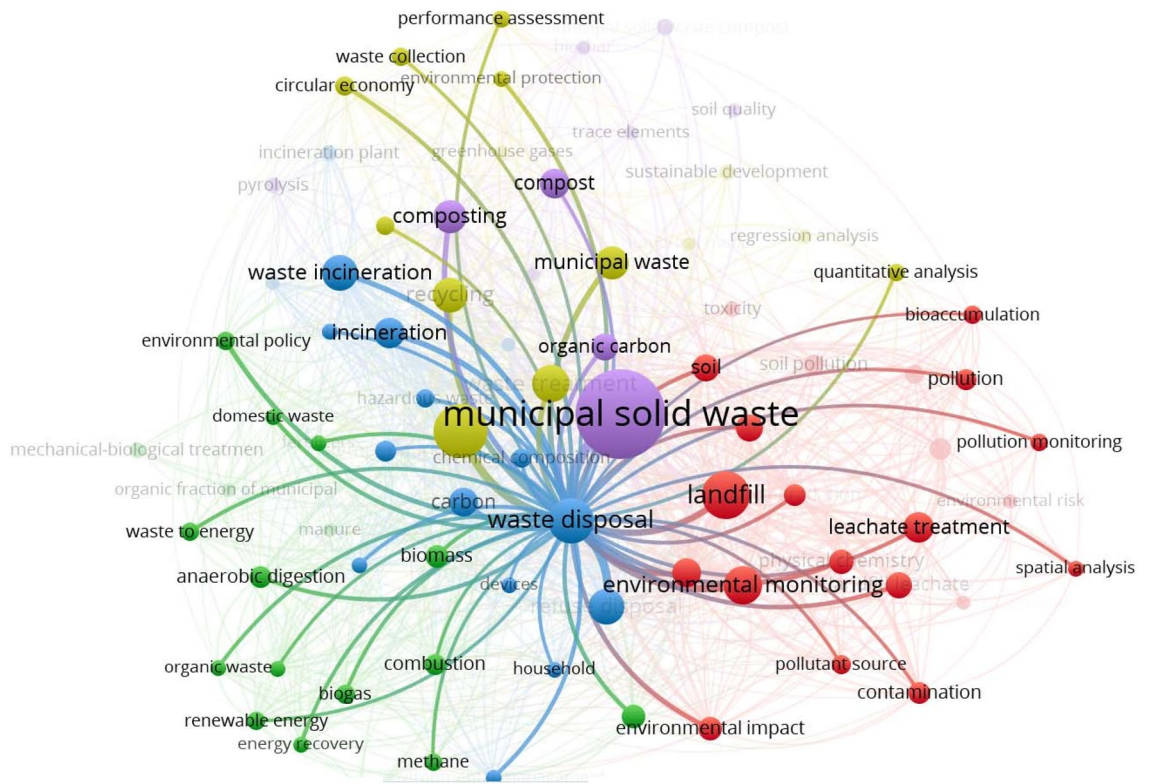 performance assessment
municipal solid waste compost
biochar
waste collection
circular economy
environmental protection
soil quality
trace elements
incineration plant
greenhouse gases
sustainable development
pyrolysis
compost
composting
regression analysis
municipal waste
waste incineration
quantitative analysis
recycling
toxicity
bioaccumulation
incineration
environmental policy
organic carbon
soil
soil pollution
pollution
waste treatment
hazardous waste
municipal solid waste
domestic waste
pollution monitoring
mechanical-biological treatmen
chemical composition
organic fraction of municipal
landfill
carbon
environmental risk
waste disposal
leachate treatment
manure
waste to energy
biomass
physical chemistry
spatial analysis
anaerobic digestion
devices
environmental monitoring
leachate
refuse disposal
organic waste
combustion
household
pollutant source
biogas
contamination
renewable energy
environmental impact
energy recovery
methane